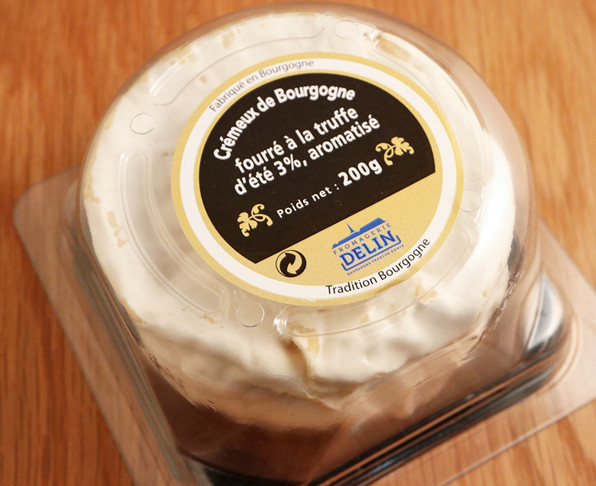 Fabriqué en Bourgogne
Crémeux de Bourgogne
fourré à la truffe
d'été 3%, aromatisé
Poids net : 200g
FROMAGERIE
DELIN
Tradition Bourgogne